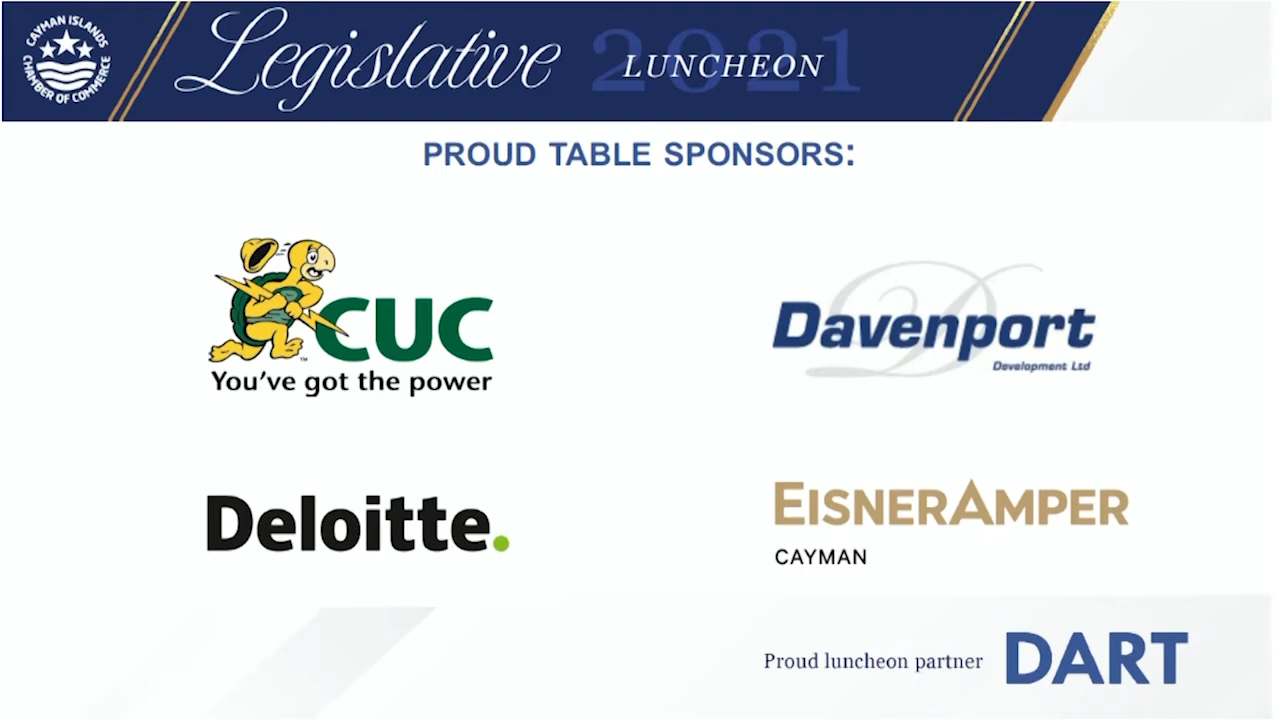 CAYMAN ISLANDS
CHAMBER OF COMMERCE
Legislative 2021
LUNCHEON
PROUD TABLE SPONSORS:
CUC
TM
You've got the power
D
Davenport
Development Ltd
Deloitte.
EISNERAMPER
CAYMAN
Proud luncheon partner DART